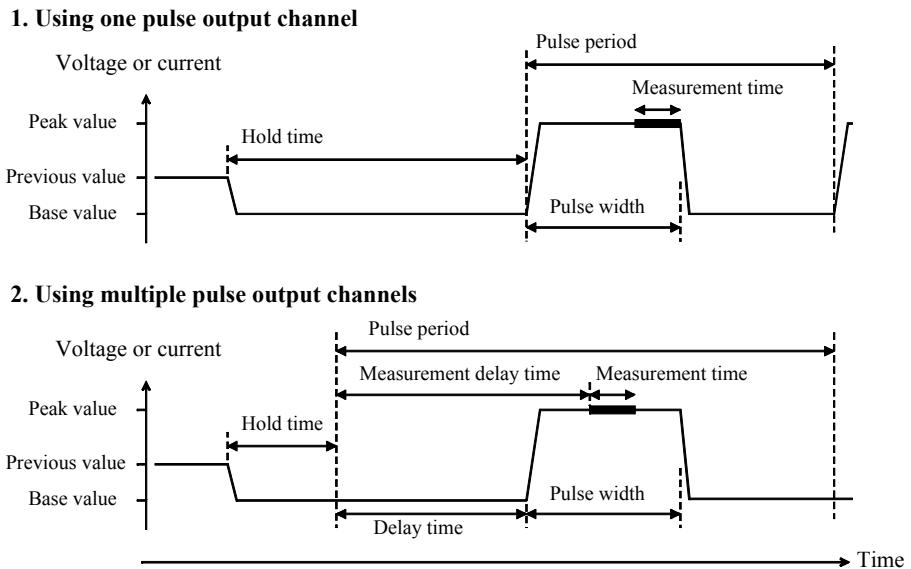 1. Using one pulse output channel
Pulse period
Voltage or current
Measurement time
Peak value
Hold time
Previous value
Base value
Pulse width
2. Using multiple pulse output channels
Pulse period
Voltage or current
Measurement delay time
Measurement time
Peak value
Hold time
Previous value
Base value
Pulse width
Delay time
Time